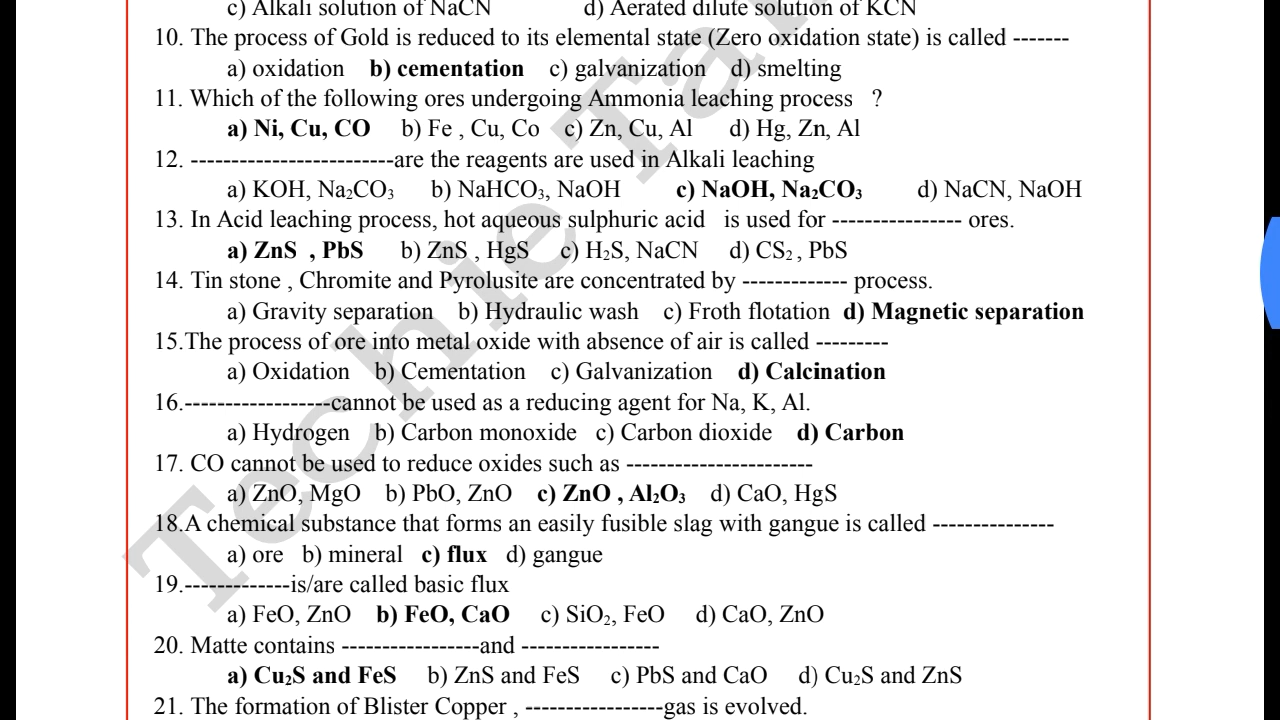 c) Alkali solution of NaCN d) Aerated dilute solution of KCN
10. The process of Gold is reduced to its elemental state (Zero oxidation state) is called -------
a) oxidation b) cementation c) galvanization d) smelting
11. Which of the following ores undergoing Ammonia leaching process ?
a) Ni, Cu, CO b) Fe , Cu, Co c) Zn, Cu, Al d) Hg, Zn, Al
12. -------------------------are the reagents are used in Alkali leaching
a) KOH, Na₂CO₃ b) NaHCO₃, NaOH c) NaOH, Na₂CO₃ d) NaCN, NaOH
13. In Acid leaching process, hot aqueous sulphuric acid is used for ---------------- ores.
a) ZnS , PbS b) ZnS , HgS c) H₂S, NaCN d) CS₂ , PbS
14. Tin stone , Chromite and Pyrolusite are concentrated by ------------- process.
a) Gravity separation b) Hydraulic wash c) Froth flotation d) Magnetic separation
15.The process of ore into metal oxide with absence of air is called ---------
a) Oxidation b) Cementation c) Galvanization d) Calcination
16.------------------cannot be used as a reducing agent for Na, K, Al.
a) Hydrogen b) Carbon monoxide c) Carbon dioxide d) Carbon
17. CO cannot be used to reduce oxides such as -----------------------
a) ZnO, MgO b) PbO, ZnO c) ZnO , Al₂O₃ d) CaO, HgS
18.A chemical substance that forms an easily fusible slag with gangue is called ---------------
a) ore b) mineral c) flux d) gangue
19.-------------is/are called basic flux
a) FeO, ZnO b) FeO, CaO c) SiO₂, FeO d) CaO, ZnO
20. Matte contains -----------------and -----------------
a) Cu₂S and FeS b) ZnS and FeS c) PbS and CaO d) Cu₂S and ZnS
21. The formation of Blister Copper , -----------------gas is evolved.
Techie